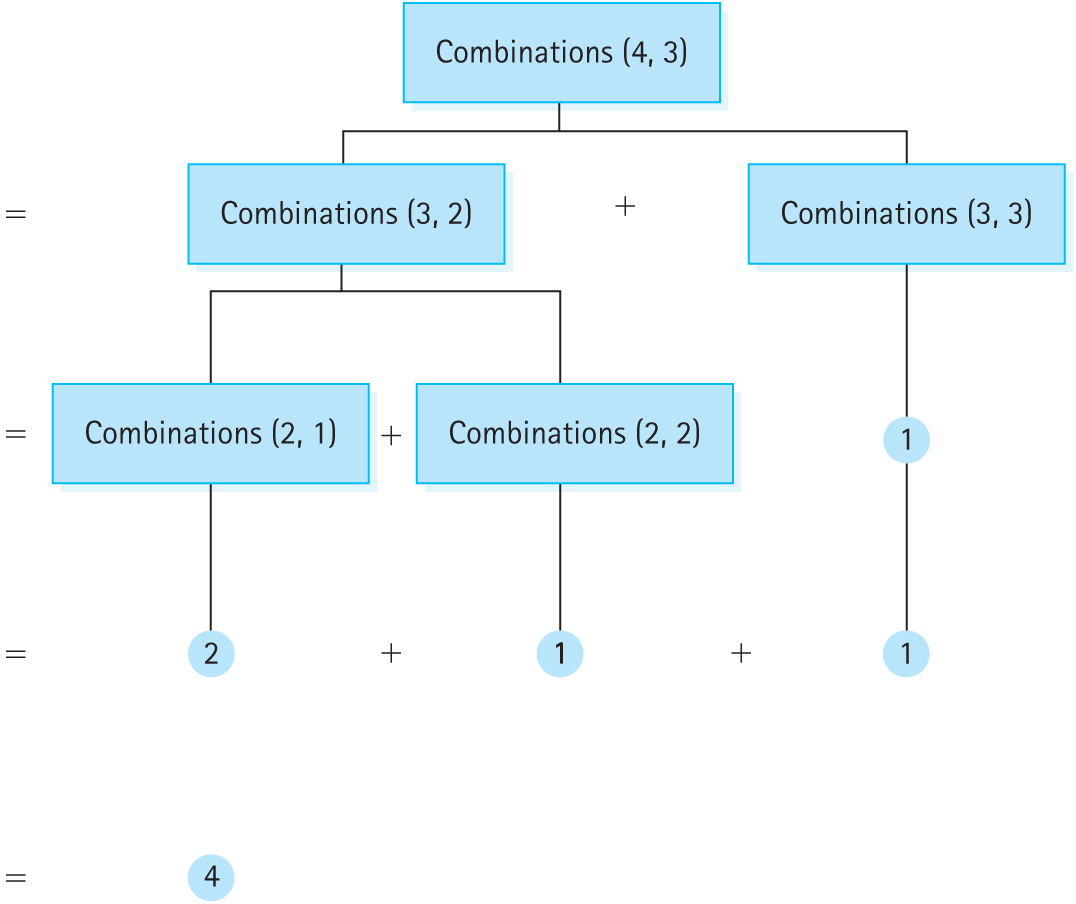 Combinations (4, 3)
= Combinations (3, 2) + Combinations (3, 3)
= Combinations (2, 1) + Combinations (2, 2) 1
= 2 + 1 + 1
= 4